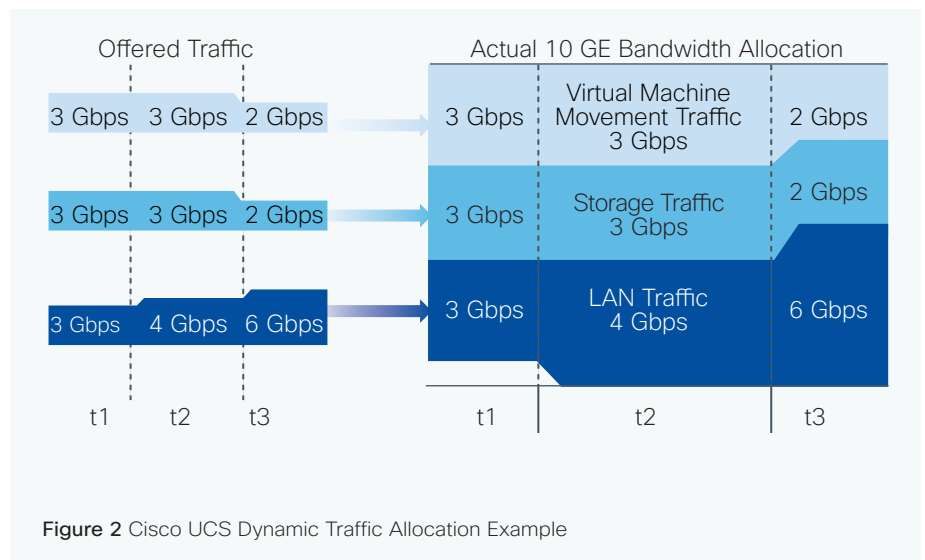 Offered Traffic
Actual 10 GE Bandwidth Allocation
3 Gbps
3 Gbps
2 Gbps
3 Gbps
Virtual Machine
Movement Traffic
3 Gbps
2 Gbps
3 Gbps
3 Gbps
2 Gbps
3 Gbps
Storage Traffic
3 Gbps
2 Gbps
3 Gbps
4 Gbps
6 Gbps
3 Gbps
LAN Traffic
4 Gbps
6 Gbps
t1
t2
t3
t1
t2
t3
Figure 2 Cisco UCS Dynamic Traffic Allocation Example